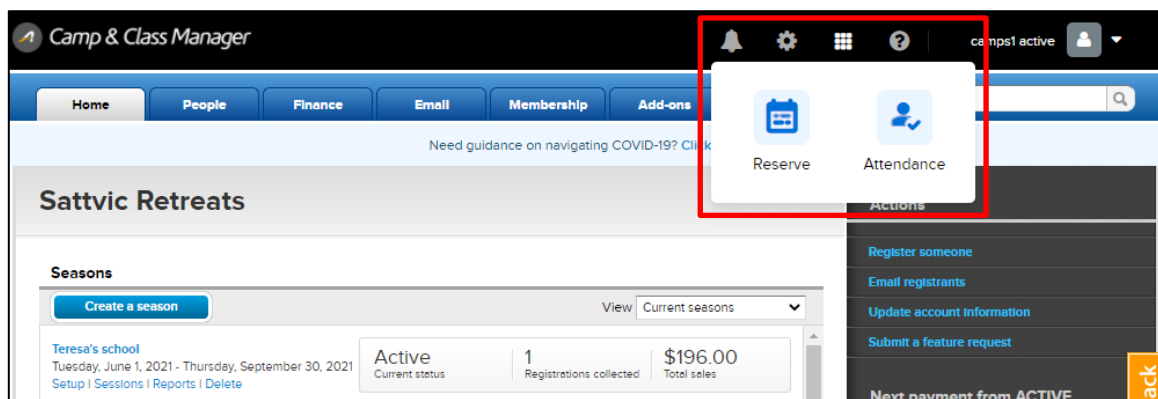 Camp & Class Manager
camps1 active
Home People Finance Email Membership Add-ons
Need guidance on navigating COVID-19? Click
Reserve Attendance
Sattvic Retreats
Actions
Register someone
Email registrants
Update account information
Submit a feature request
Next payment from ACTIVE
Seasons
Create a season
View Current seasons
Teresa's school
Tuesday, June 1, 2021 - Thursday, September 30, 2021
Setup | Sessions | Reports | Delete
Active 1 $196.00
Current status Registrations collected Total sales
ack